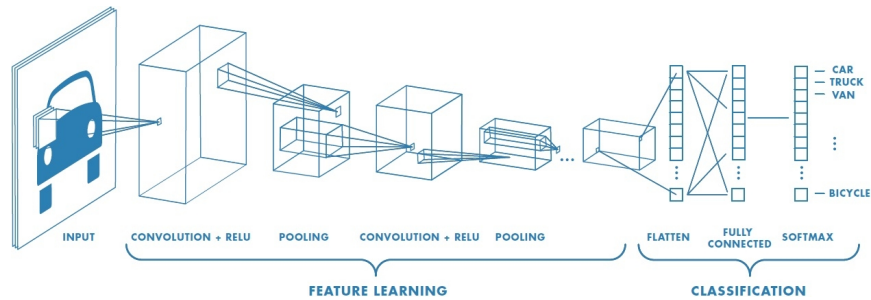 CAR
TRUCK
VAN
BICYCLE
INPUT
CONVOLUTION + RELU
POOLING
CONVOLUTION + RELU
POOLING
FLATTEN
FULLY
CONNECTED
SOFTMAX
FEATURE LEARNING
CLASSIFICATION